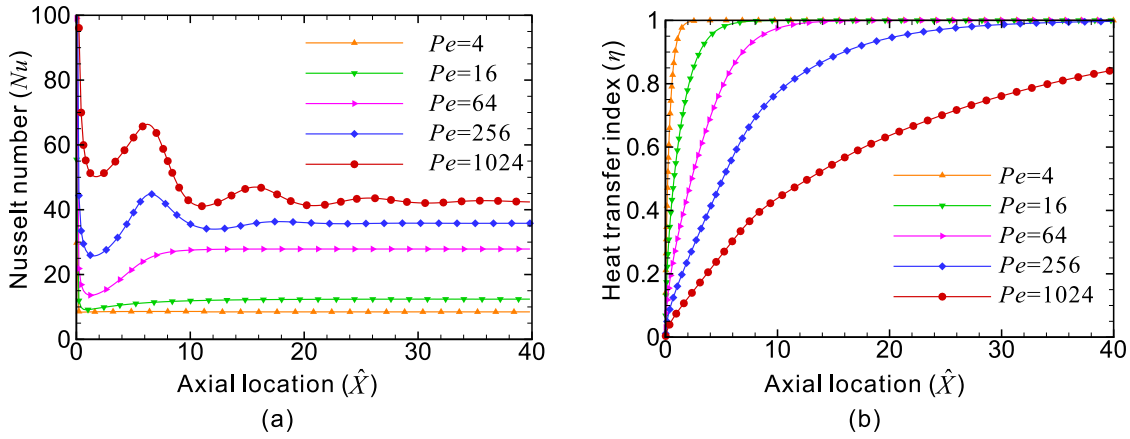 Nusselt number (Nu)
100
80
60
40
20
0
0
10
20
30
40
Axial location (X̂)
Pe=4
Pe=16
Pe=64
Pe=256
Pe=1024
(a)
Heat transfer index (η)
1
0.8
0.6
0.4
0.2
0
0
10
20
30
40
Axial location (X̂)
Pe=4
Pe=16
Pe=64
Pe=256
Pe=1024
(b)